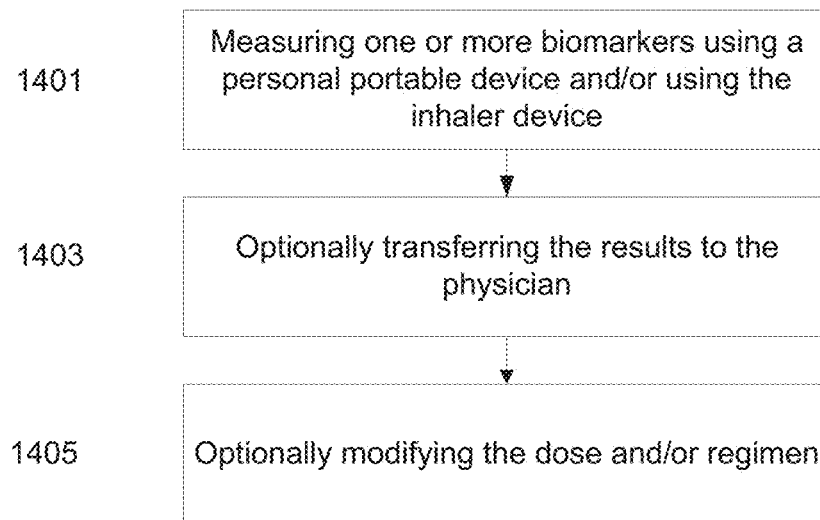 1401
Measuring one or more biomarkers using a
personal portable device and/or using the
inhaler device
1403
Optionally transferring the results to the
physician
1405
Optionally modifying the dose and/or regimen